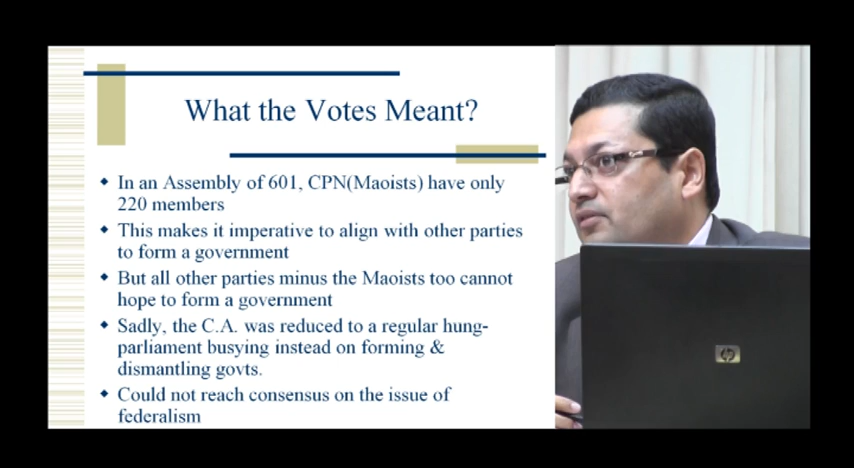 What the Votes Meant?
In an Assembly of 601, CPN(Maoists) have only
220 members
This makes it imperative to align with other parties
to form a government
But all other parties minus the Maoists too cannot
hope to form a government
Sadly, the C.A. was reduced to a regular hung-
parliament busying instead on forming &
dismantling govts.
Could not reach consensus on the issue of
federalism
hp